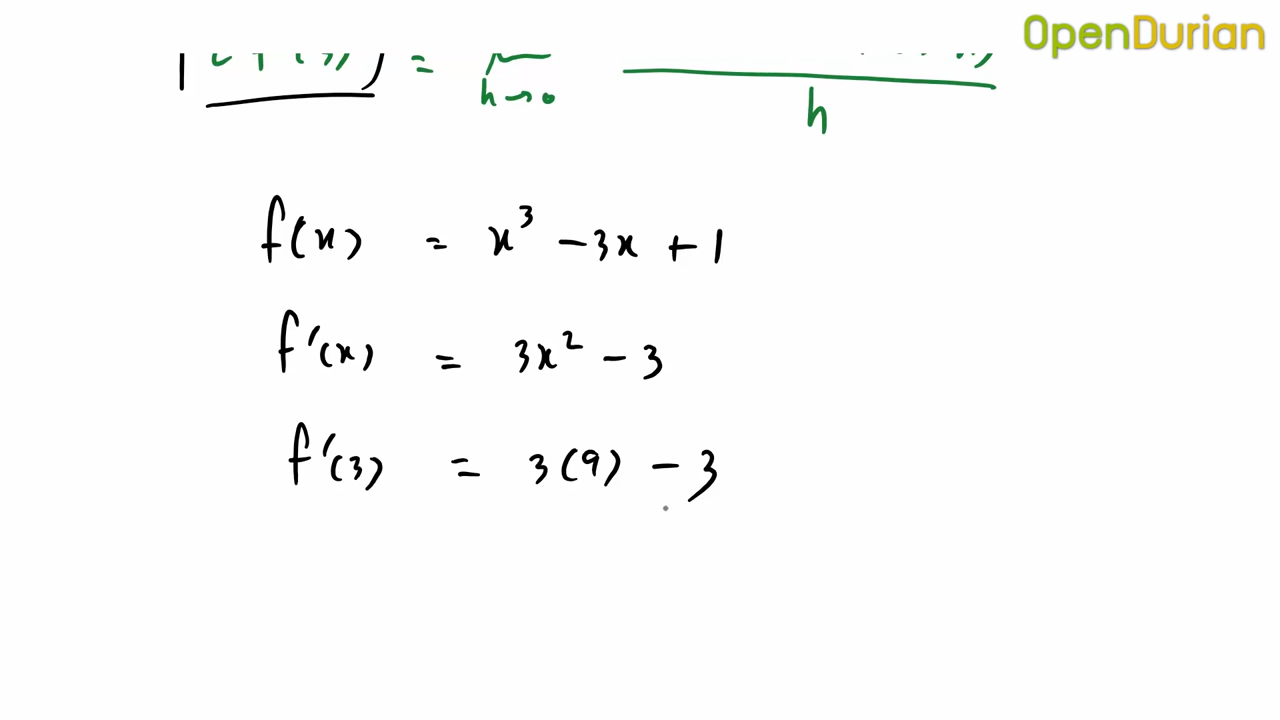 OpenDurian
= h→0 h
f(x) = x³ - 3x + 1
f'(x) = 3x² - 3
f'(3) = 3(9) - 3